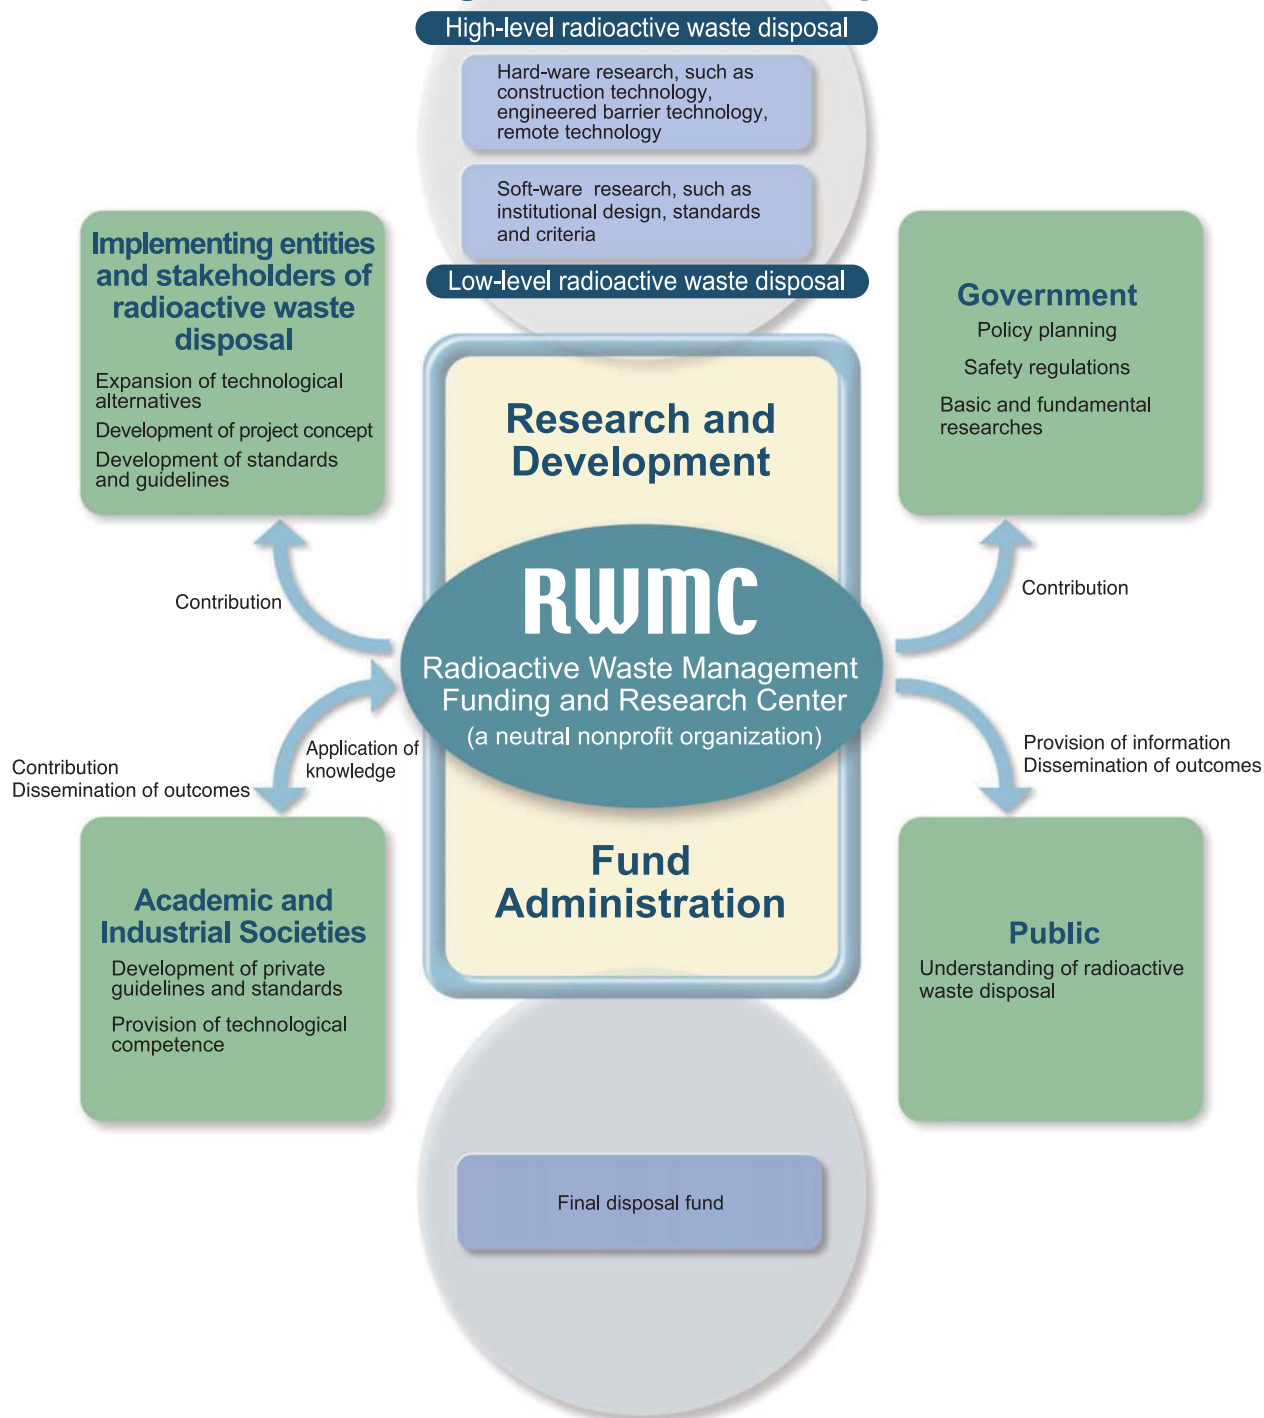 High-level radioactive waste disposal
Hard-ware research, such as
construction technology,
engineered barrier technology,
remote technology
Soft-ware research, such as
institutional design, standards
and criteria
Low-level radioactive waste disposal
Implementing entities
and stakeholders of
radioactive waste
disposal
Expansion of technological
alternatives
Development of project concept
Development of standards
and guidelines
Government
Policy planning
Safety regulations
Basic and fundamental
researches
Research and
Development
Contribution
Contribution
RWMC
Radioactive Waste Management
Funding and Research Center
(a neutral nonprofit organization)
Application of
knowledge
Contribution
Dissemination of outcomes
Provision of information
Dissemination of outcomes
Fund
Administration
Academic and
Industrial Societies
Development of private
guidelines and standards
Provision of technological
competence
Public
Understanding of radioactive
waste disposal
Final disposal fund